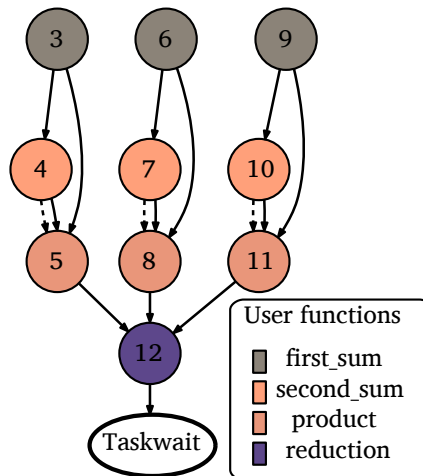 3 6 9
4 7 10
5 8 11
12
Taskwait
User functions
first_sum
second_sum
product
reduction